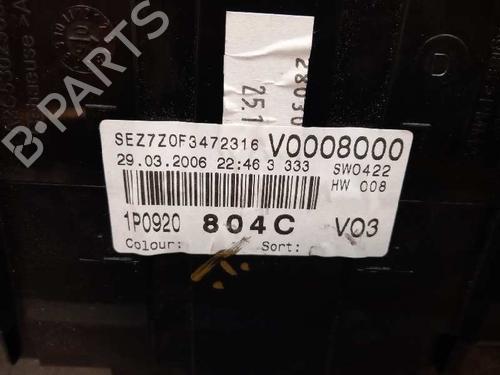 28030
25.1
SEZ7Z0F3472316 V0008000
29.03.2006 22:46 3 333 SW0422
HW 008
1P0920 804C V03
Colour: Sort:
B-PARTS